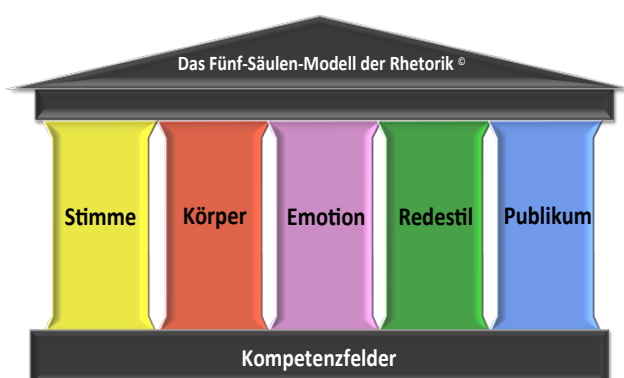 Das Fünf-Säulen-Modell der Rhetorik ©
Stimme Körper Emotion Redestil Publikum
Kompetenzfelder